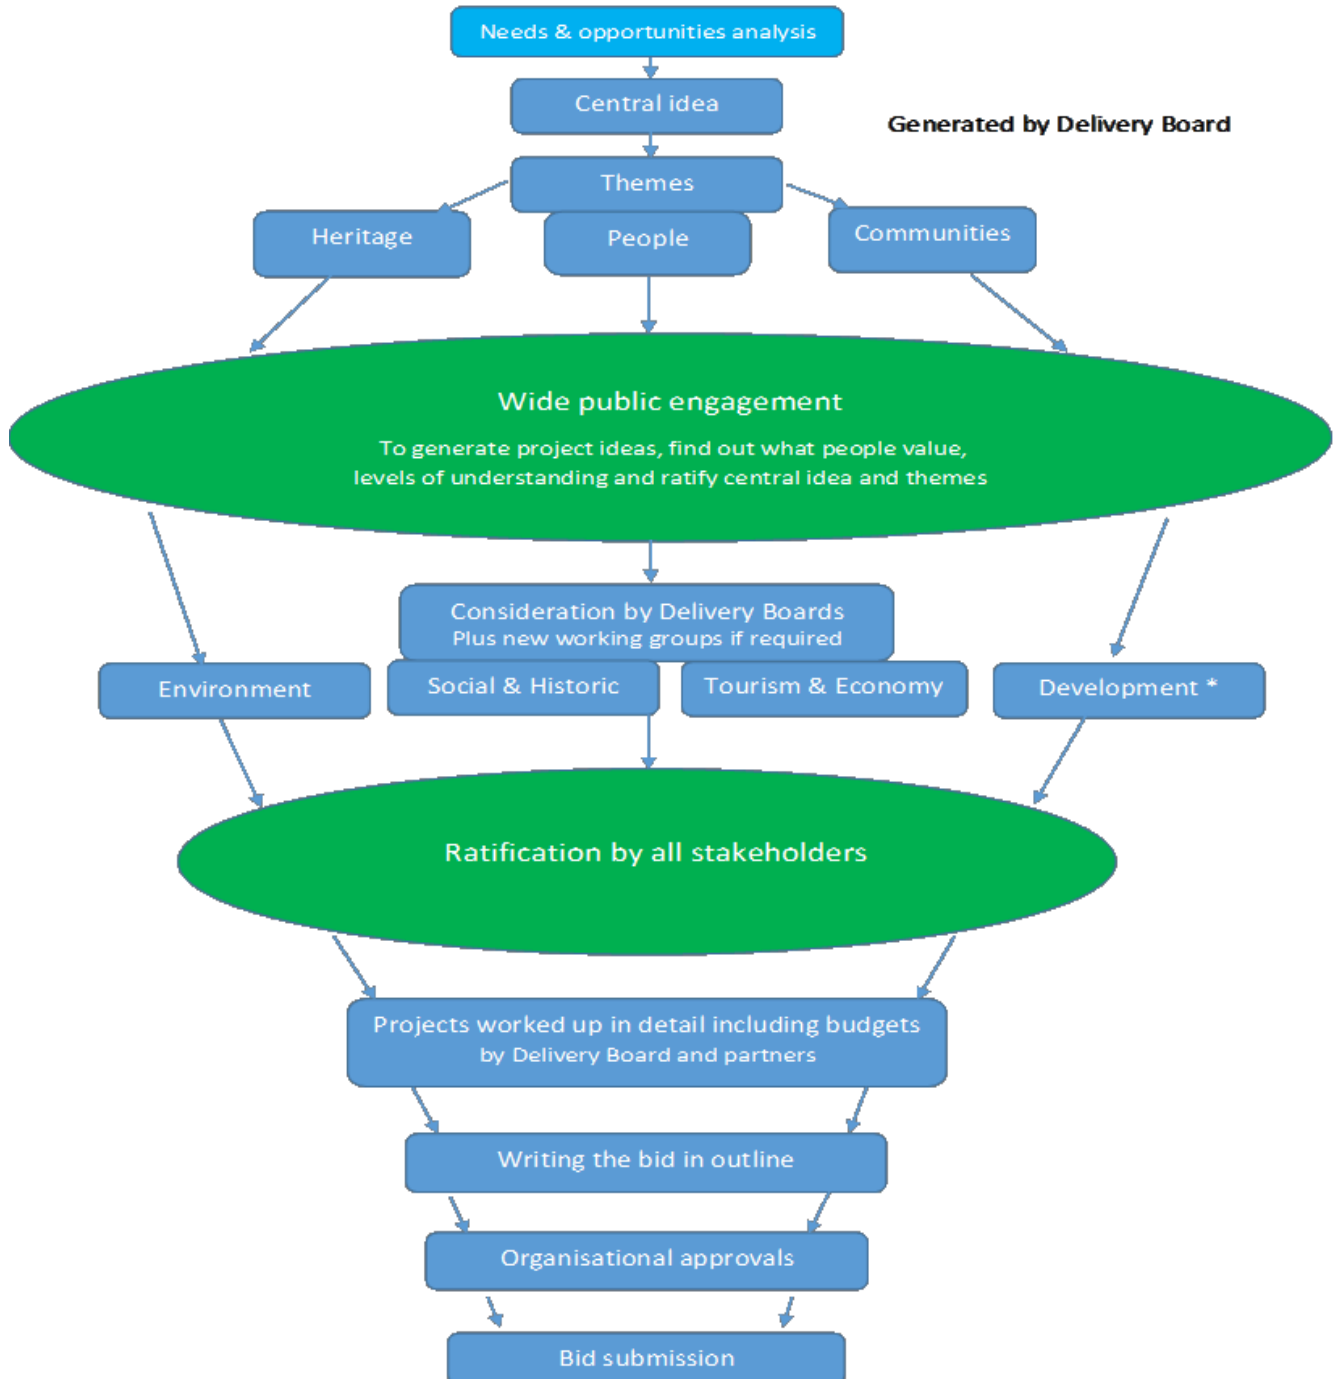 Needs & opportunities analysis
Central idea
Generated by Delivery Board
Themes
Heritage
People
Communities
Wide public engagement
To generate project ideas, find out what people value,
levels of understanding and ratify central idea and themes
Consideration by Delivery Boards
Plus new working groups if required
Environment
Social & Historic
Tourism & Economy
Development *
Ratification by all stakeholders
Projects worked up in detail including budgets
by Delivery Board and partners
Writing the bid in outline
Organisational approvals
Bid submission